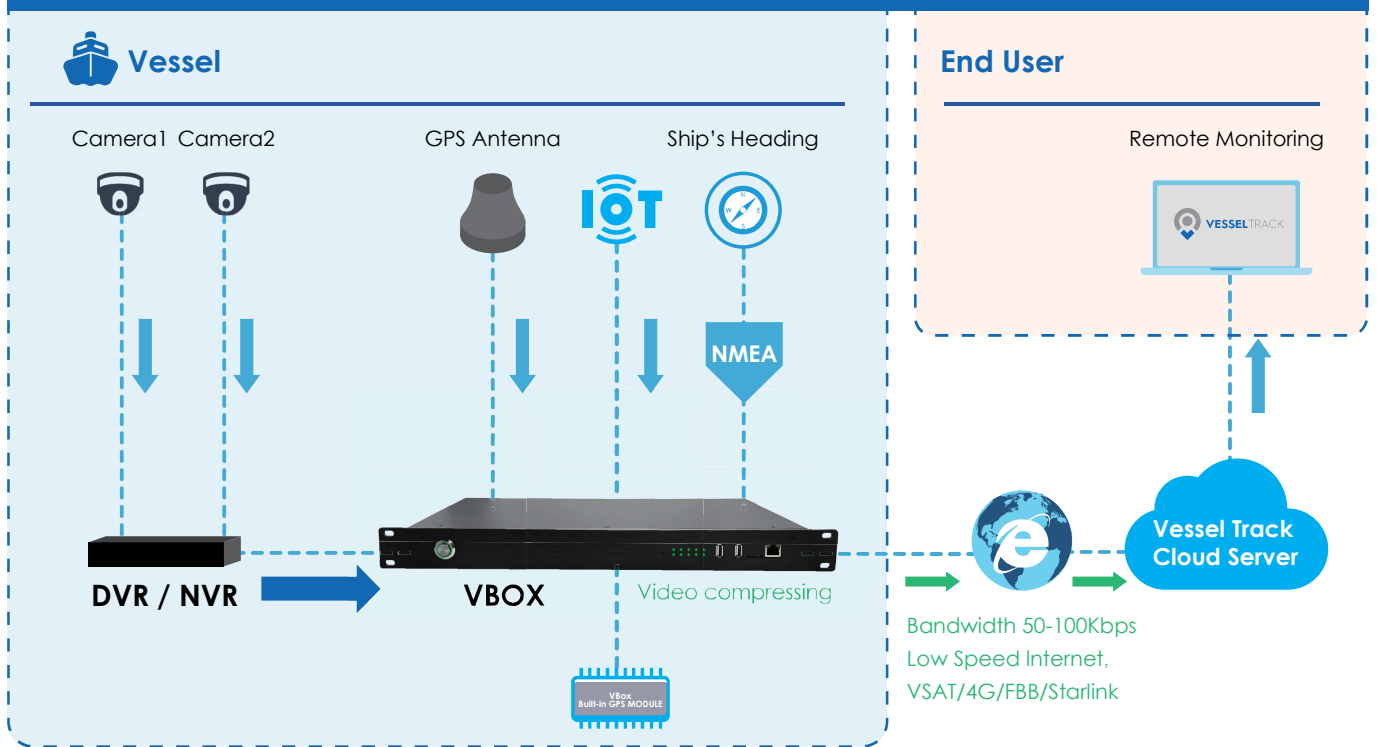 Vessel
End User
Camera1 Camera2
GPS Antenna
Ship's Heading
Remote Monitoring
IOT
N
W
E
S
VESSELTRACK
NMEA
e
Vessel Track
Cloud Server
DVR / NVR
VBOX
Video compressing
Bandwidth 50-100Kbps
Low Speed Internet,
VSAT/4G/FBB/Starlink
VBox
Built-in GPS MODULE